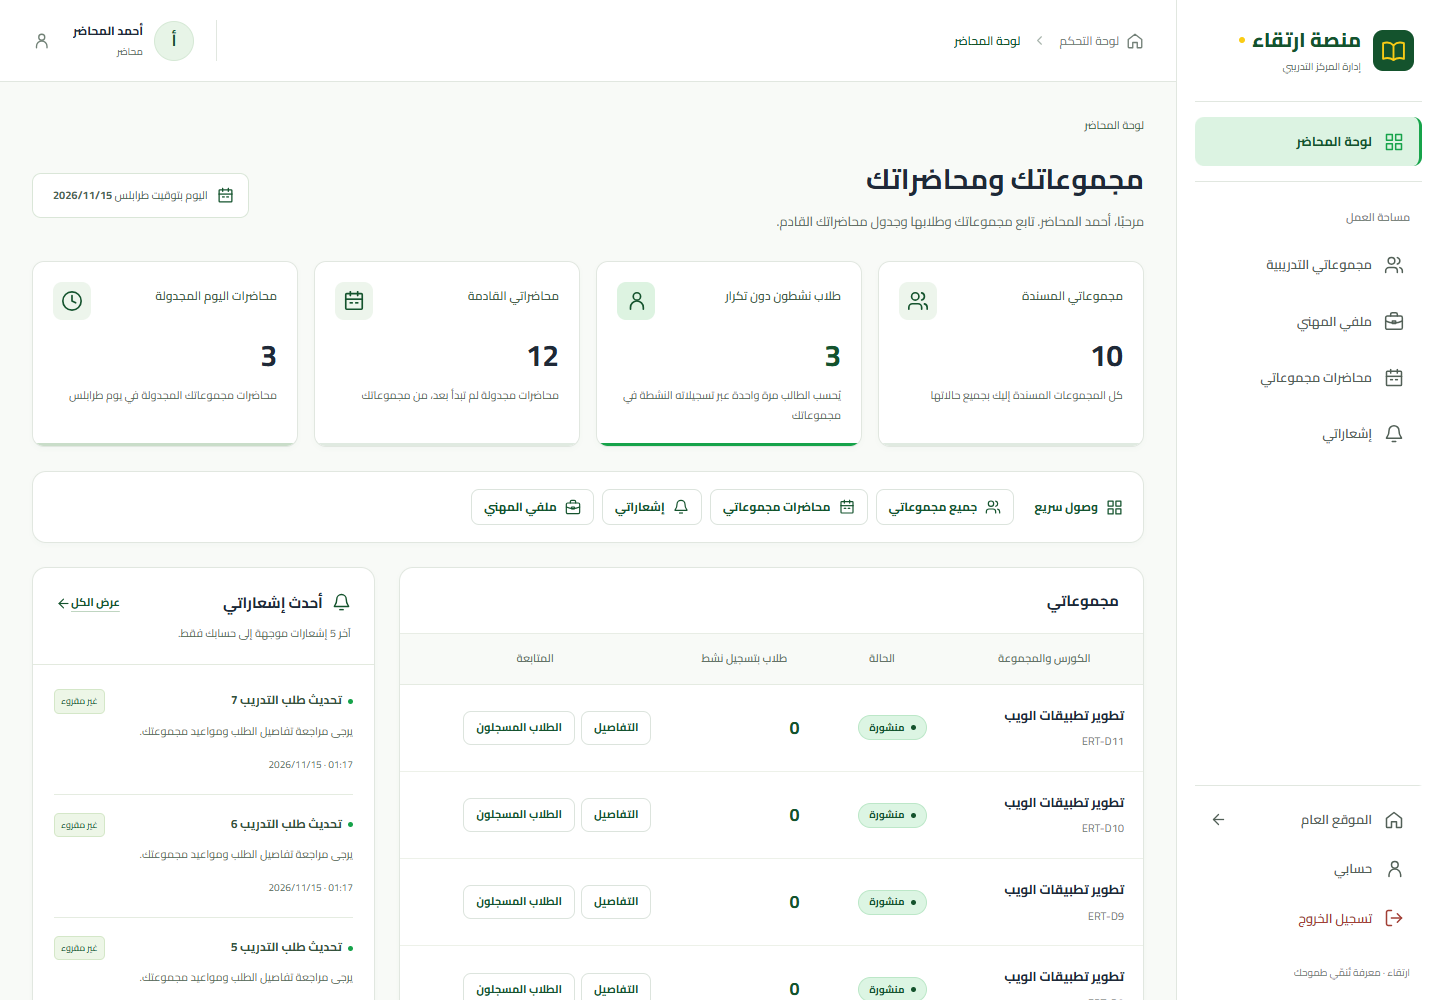 منصة ارتقاء
إدارة المركز التدريبي
لوحة المحاضر
مساحة العمل
مجموعاتي التدريبية
ملفي المهني
محاضرات مجموعاتي
إشعاراتي
الموقع العام
حسابي
تسجيل الخروج
ارتقاء - معرفة تُنمّي طموحك
لوحة التحكم
لوحة المحاضر
أ
أحمد المحاضر
محاضر
لوحة المحاضر
مجموعاتك ومحاضراتك
مرحبًا، أحمد المحاضر. تابع مجموعاتك وطلابها وجدول محاضراتك القادم.
اليوم بتوقيت طرابلس 2026/11/15
مجموعاتي المسندة
10
كل المجموعات المسندة إليك بجميع حالاتها
طلاب نشطون دون تكرار
3
يُحسب الطالب مرة واحدة عبر تسجيلاته النشطة في
مجموعاتك
محاضراتي القادمة
12
محاضرات مجدولة لم تبدأ بعد، من مجموعاتك
محاضرات اليوم المجدولة
3
محاضرات مجموعاتك المجدولة في يوم طرابلس
وصول سريع
جميع مجموعاتي
محاضرات مجموعاتي
إشعاراتي
ملفي المهني
مجموعاتي
الكورس والمجموعة
الحالة
طلاب بتسجيل نشط
المتابعة
تطوير تطبيقات الويب
ERT-D11
منشورة
0
التفاصيل
الطلاب المسجلون
تطوير تطبيقات الويب
ERT-D10
منشورة
0
التفاصيل
الطلاب المسجلون
تطوير تطبيقات الويب
ERT-D9
منشورة
0
التفاصيل
الطلاب المسجلون
تطوير تطبيقات الويب
منشورة
0
التفاصيل
الطلاب المسجلون
أحدث إشعاراتي
عرض الكل
آخر 5 إشعارات موجهة إلى حسابك فقط.
تحديث طلب التدريب 7
غير مقروء
يرجى مراجعة تفاصيل الطلب ومواعيد مجموعتك.
01:17 · 2026/11/15
تحديث طلب التدريب 6
غير مقروء
يرجى مراجعة تفاصيل الطلب ومواعيد مجموعتك.
01:17 · 2026/11/15
تحديث طلب التدريب 5
غير مقروء
يرجى مراجعة تفاصيل الطلب ومواعيد مجموعتك.